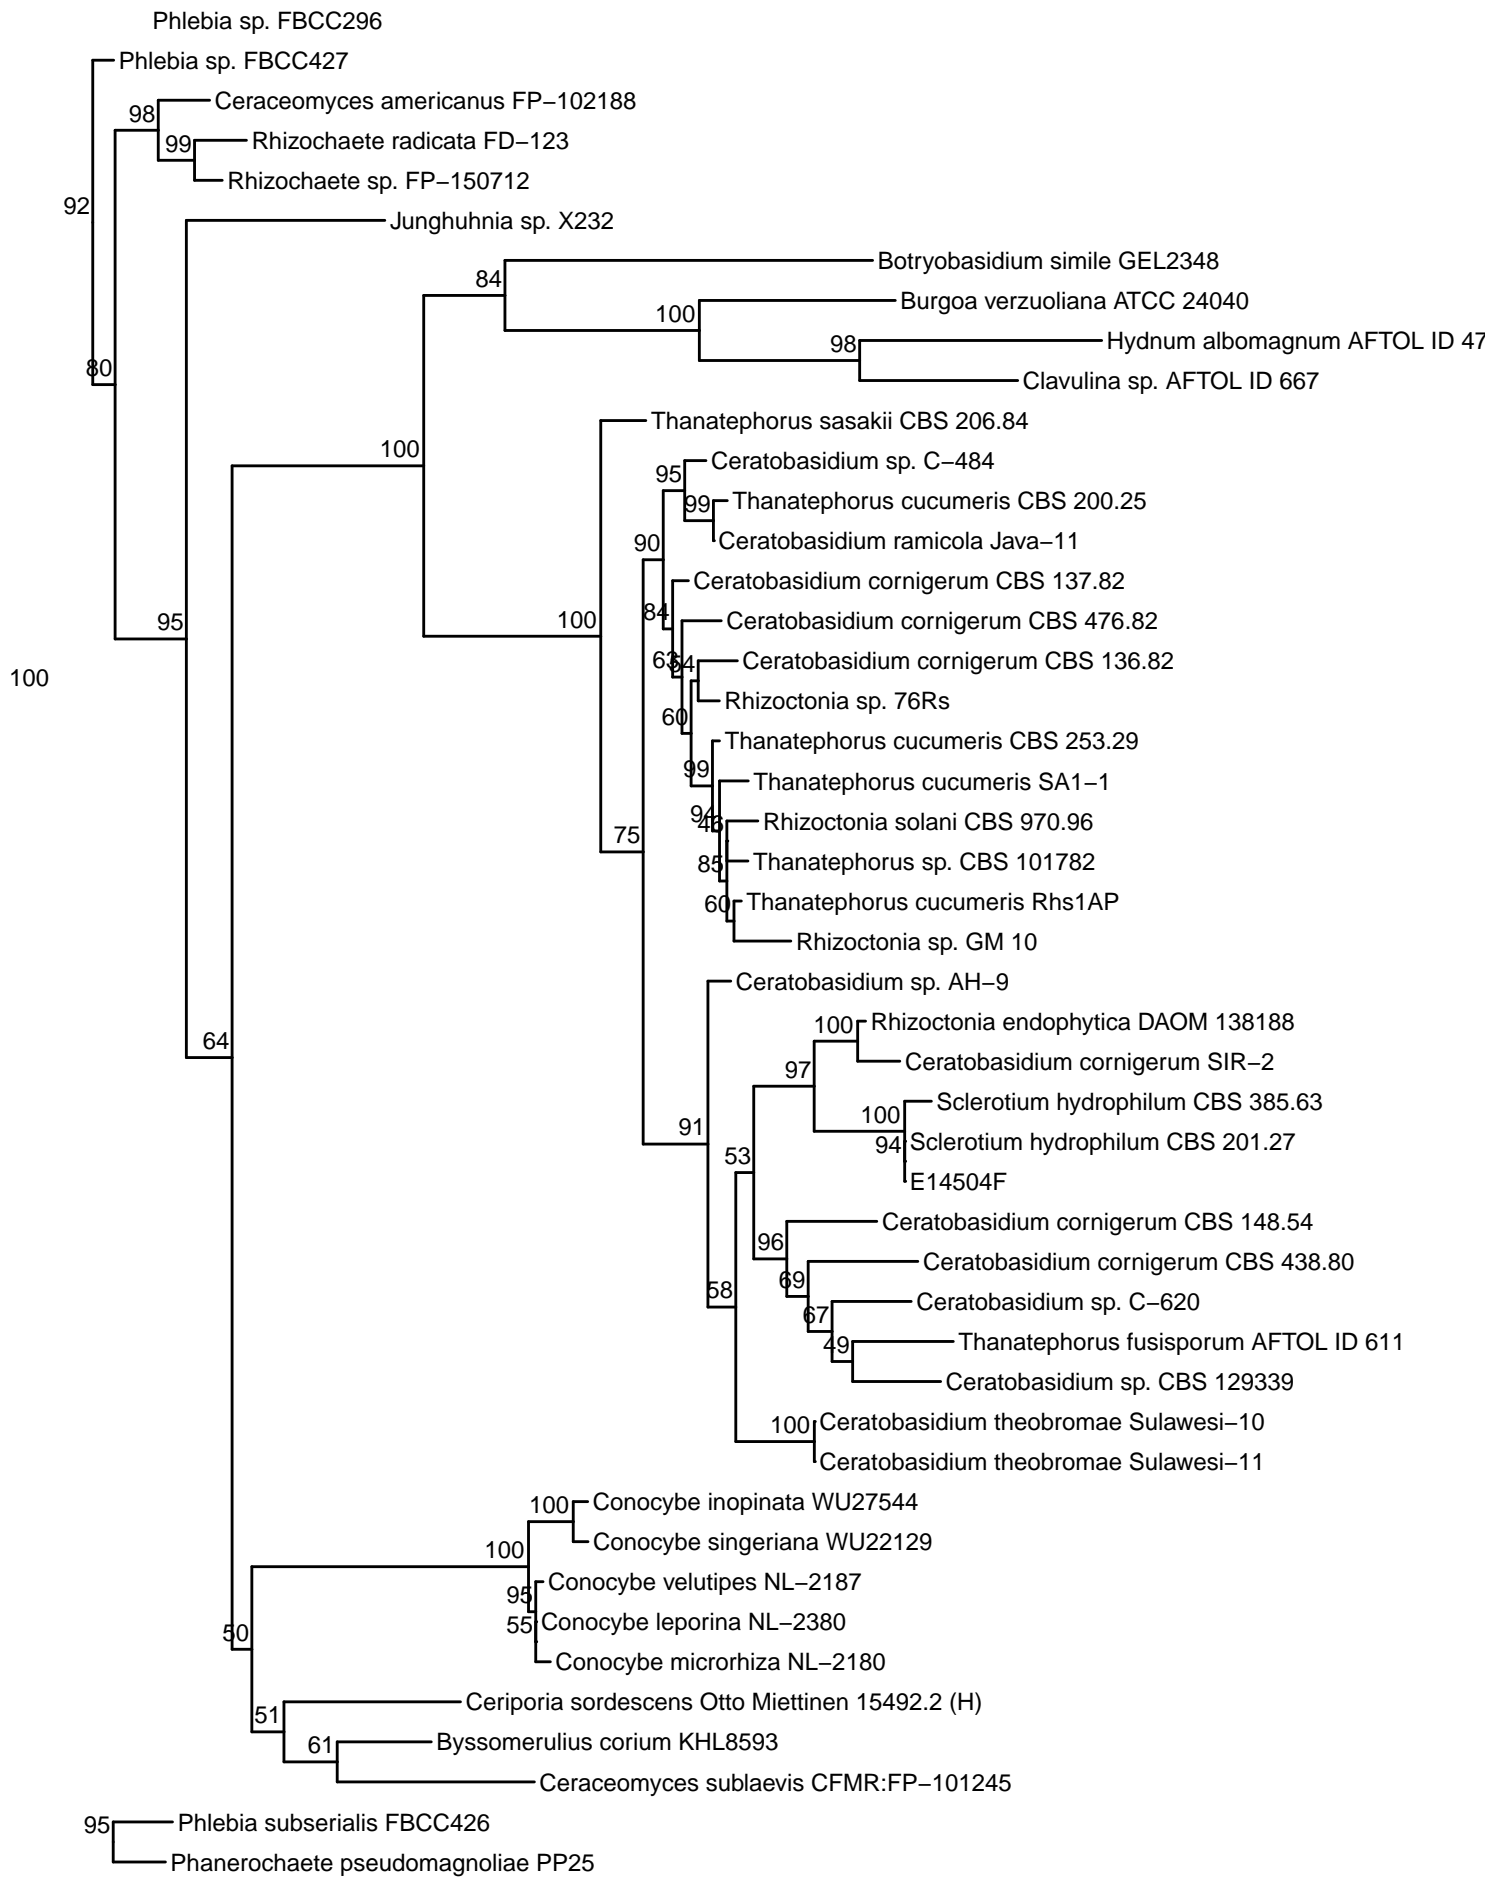 Phlebia sp. FBCC296
Phlebia sp. FBCC427
Ceraceomyces americanus FP−102188
98
Rhizochaete radicata FD−123
99
Rhizochaete sp. FP−150712
92
Junghuhnia sp. X232
Botryobasidium simile GEL2348
84
Burgoa verzuoliana ATCC 24040
100
Hydnum albomagnum AFTOL ID 47
98
80
Clavulina sp. AFTOL ID 667
Thanatephorus sasakii CBS 206.84
100
Ceratobasidium sp. C−484
95
Thanatephorus cucumeris CBS 200.25
99
Ceratobasidium ramicola Java−11
90
Ceratobasidium cornigerum CBS 137.82
84
95
100
Ceratobasidium cornigerum CBS 476.82
63
54
Ceratobasidium cornigerum CBS 136.82
100
Rhizoctonia sp. 76Rs
60
Thanatephorus cucumeris CBS 253.29
99
Thanatephorus cucumeris SA1−1
94
46
Rhizoctonia solani CBS 970.96
75
Thanatephorus sp. CBS 101782
85
Thanatephorus cucumeris Rhs1AP
60
Rhizoctonia sp. GM 10
Ceratobasidium sp. AH−9
Rhizoctonia endophytica DAOM 138188
100
64
Ceratobasidium cornigerum SIR−2
97
Sclerotium hydrophilum CBS 385.63
100
91
Sclerotium hydrophilum CBS 201.27
94
53
E14504F
Ceratobasidium cornigerum CBS 148.54
96
Ceratobasidium cornigerum CBS 438.80
69
58
Ceratobasidium sp. C−620
67
Thanatephorus fusisporum AFTOL ID 611
49
Ceratobasidium sp. CBS 129339
Ceratobasidium theobromae Sulawesi−10
100
Ceratobasidium theobromae Sulawesi−11
Conocybe inopinata WU27544
100
Conocybe singeriana WU22129
100
Conocybe velutipes NL−2187
95
Conocybe leporina NL−2380
55
50
Conocybe microrhiza NL−2180
Ceriporia sordescens Otto Miettinen 15492.2 (H)
51
Byssomerulius corium KHL8593
61
Ceraceomyces sublaevis CFMR:FP−101245
Phlebia subserialis FBCC426
95
Phanerochaete pseudomagnoliae PP25